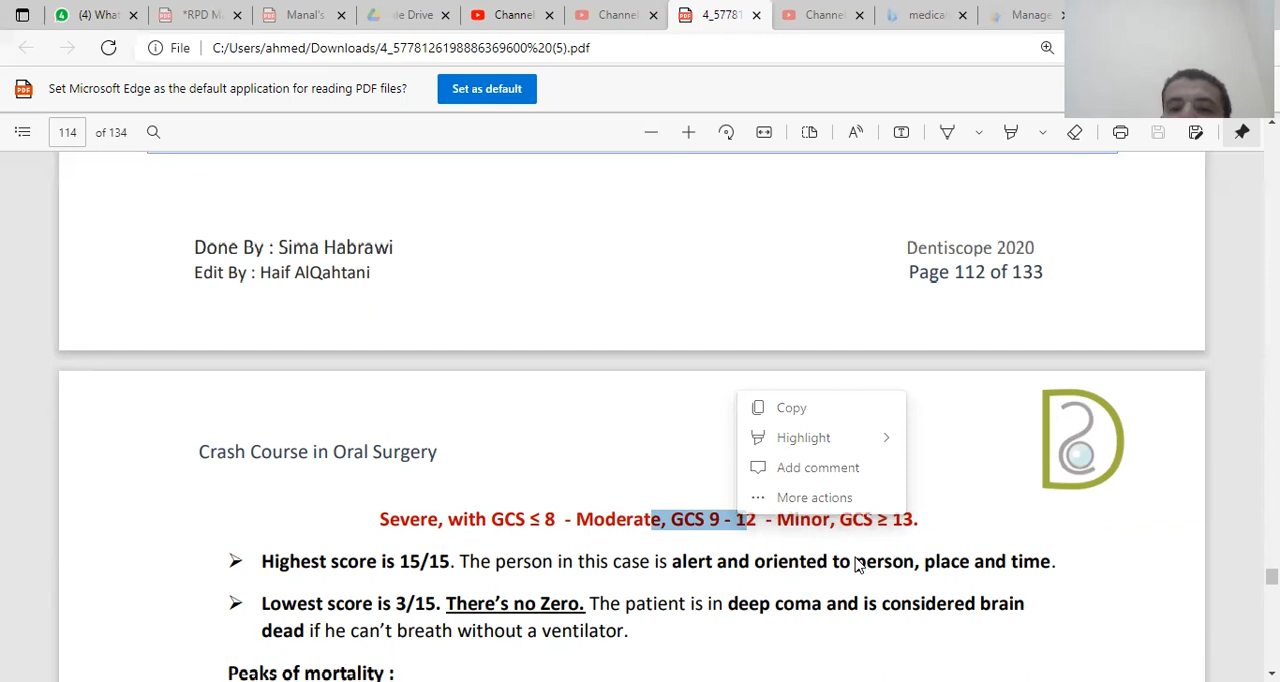 (4) What
*RPD M
Manal's
le Drive
Channel
Channel
4_57781
Channel
medica
Manage
File
C:/Users/ahmed/Downloads/4_5778126198886369600%20(5).pdf
Set Microsoft Edge as the default application for reading PDF files?
Set as default
114
of 134
Done By : Sima Habrawi
Dentiscope 2020
Edit By : Haif AlQahtani
Page 112 of 133
Copy
Highlight
Add comment
More actions
Crash Course in Oral Surgery
Severe, with GCS ≤ 8 - Moderate, GCS 9 - 12 - Minor, GCS ≥ 13.
Highest score is 15/15. The person in this case is alert and oriented to person, place and time.
Lowest score is 3/15. There's no Zero. The patient is in deep coma and is considered brain
dead if he can't breath without a ventilator.
Peaks of mortality :